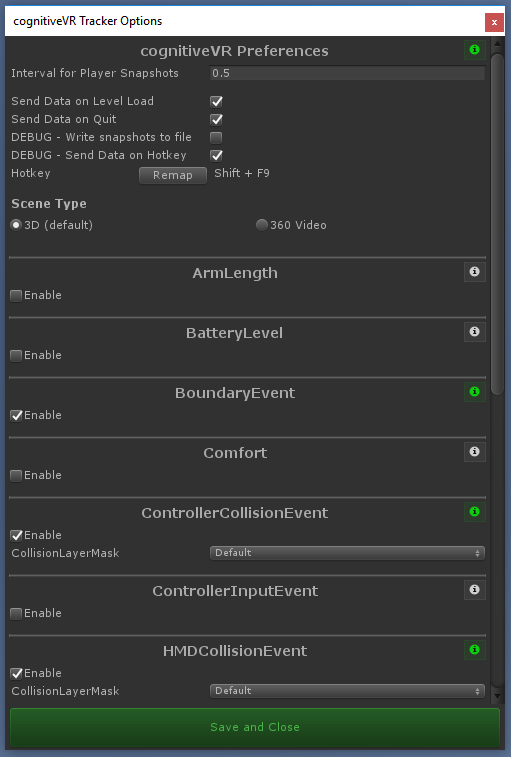 cognitiveVR Tracker Options
x
cognitiveVR Preferences
Interval for Player Snapshots 0.5
Send Data on Level Load
Send Data on Quit
DEBUG - Write snapshots to file
DEBUG - Send Data on Hotkey
Hotkey Remap Shift + F9
Scene Type
3D (default) 360 Video
ArmLength
Enable
BatteryLevel
Enable
BoundaryEvent
Enable
Comfort
Enable
ControllerCollisionEvent
Enable
CollisionLayerMask Default
ControllerInputEvent
Enable
HMDCollisionEvent
Enable
CollisionLayerMask Default
Save and Close